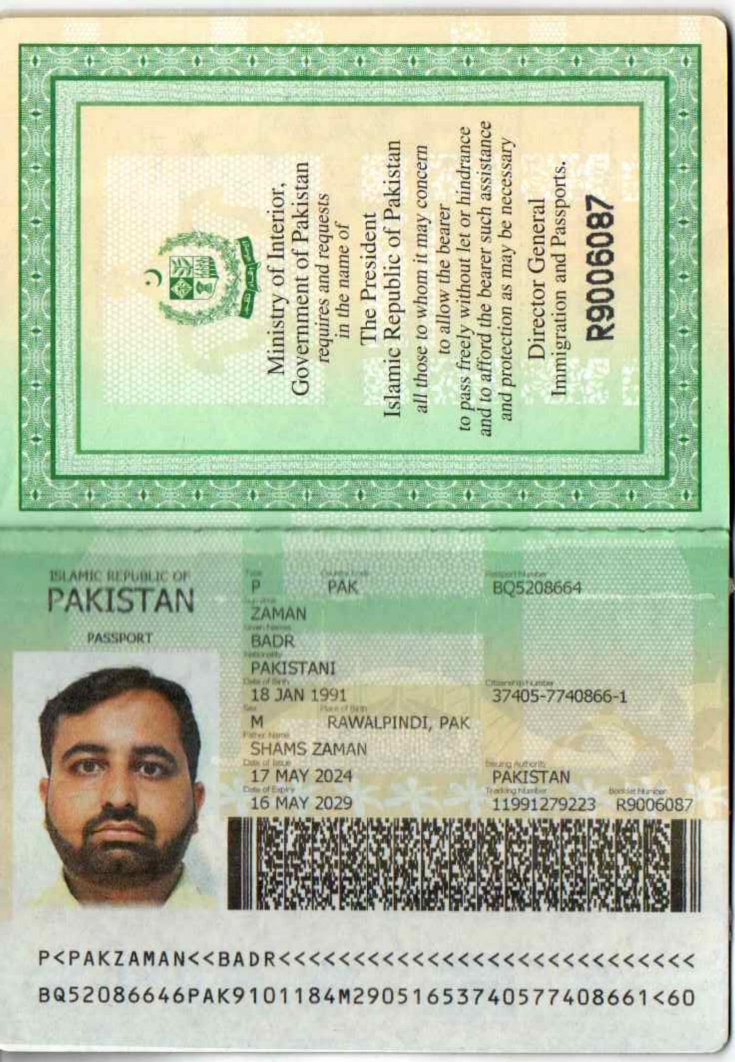 Ministry of Interior,
Government of Pakistan
requires and requests
in the name of
The President
Islamic Republic of Pakistan
all those to whom it may concern
to allow the bearer
to pass freely without let or hindrance
and to afford the bearer such assistance
and protection as may be necessary
Director General
Immigration and Passports.
R9006087
ISLAMIC REPUBLIC OF
PAKISTAN
PASSPORT
Type Country Code Passport Number
P PAK BQ5208664
Surname
ZAMAN
Given Names
BADR
Nationality
PAKISTANI
Date of Birth Citizenship Number
18 JAN 1991 37405-7740866-1
Sex Place of Birth
M RAWALPINDI, PAK
Father Name
SHAMS ZAMAN
Date of Issue Issuing Authority
17 MAY 2024 PAKISTAN
Date of Expiry Tracking Number Booklet Number
16 MAY 2029 11991279223 R9006087
P<PAKZAMAN<<BADR<<<<<<<<<<<<<<<<<<<<<<<<<<<<
BQ52086646PAK9101184M29051653740577408661<60